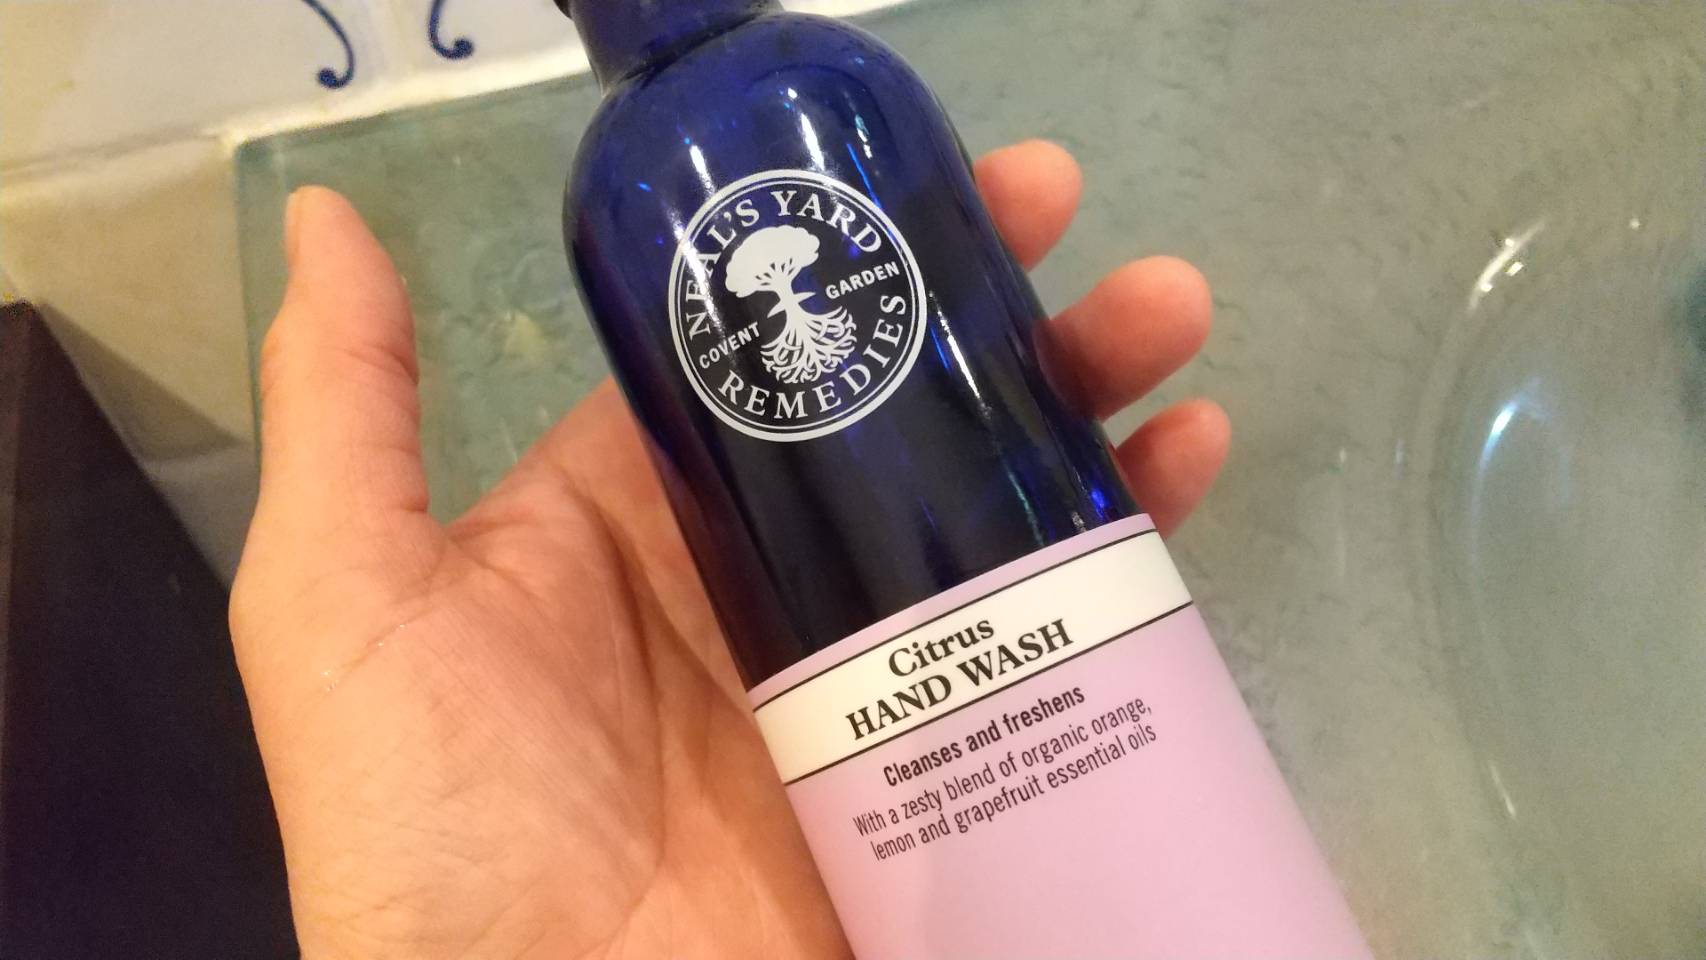 NEAL'S YARD
COVENT GARDEN
REMEDIES
Citrus
HAND WASH
Cleanses and freshens
With a zesty blend of organic orange,
lemon and grapefruit essential oils